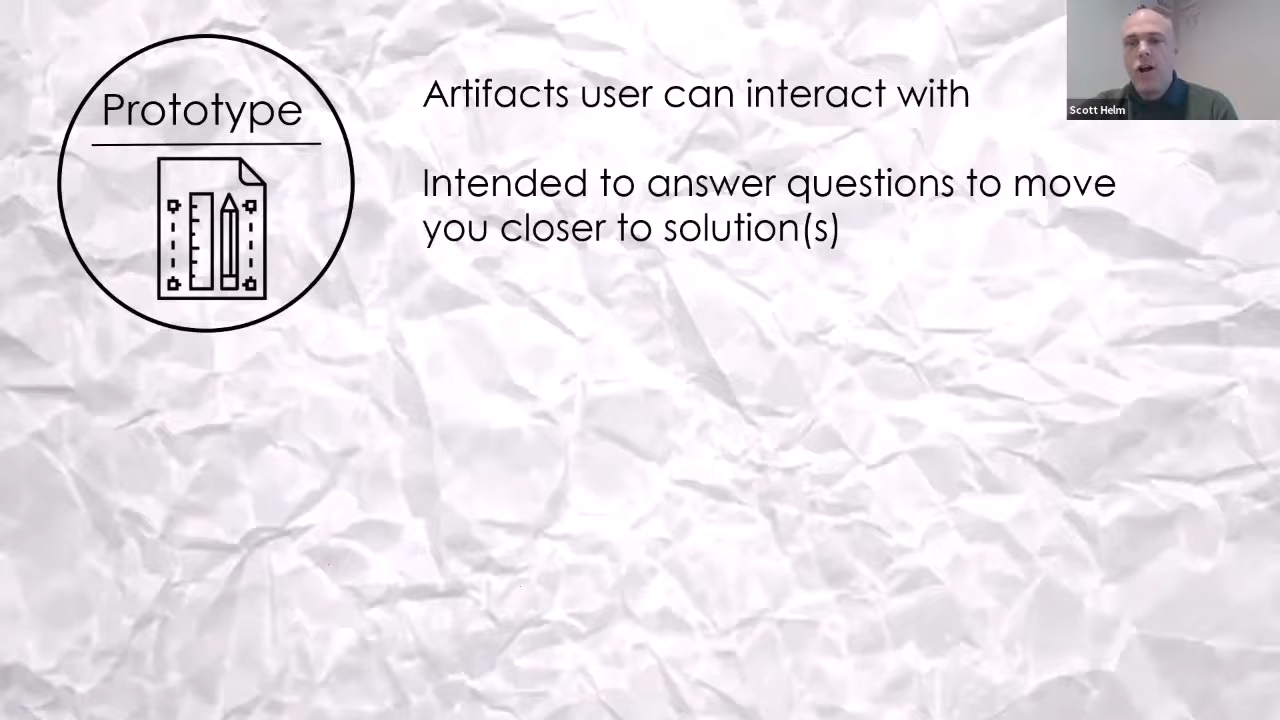 Prototype
Artifacts user can interact with
Intended to answer questions to move
you closer to solution(s)
Scott Helm